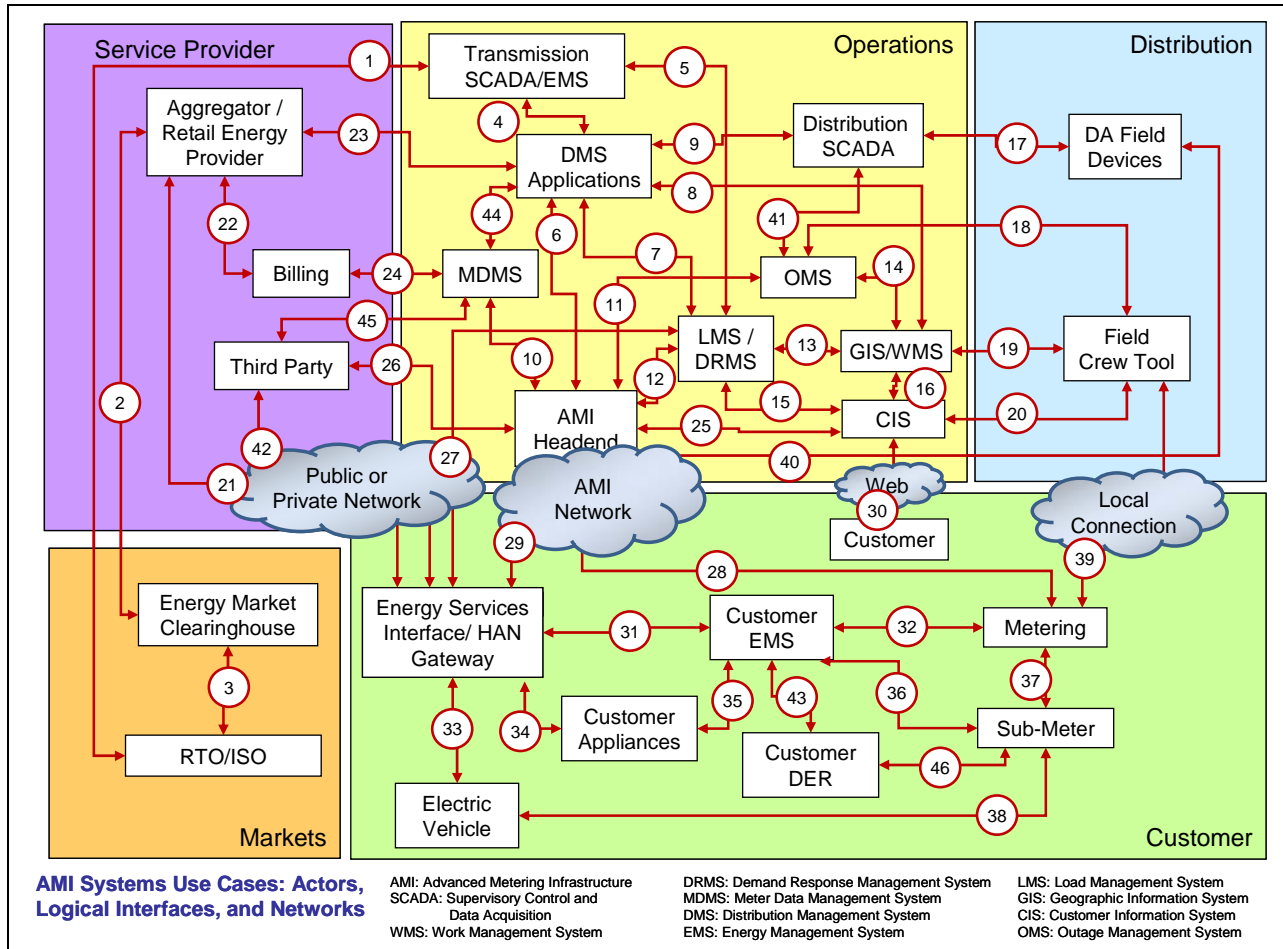 Service Provider
Operations
Distribution
1
Transmission
SCADA/EMS
5
Aggregator /
Retail Energy
Provider
23
4
9
Distribution
SCADA
17
DA Field
Devices
DMS
Applications
8
22
44
6
7
41
18
Billing
24
MDMS
11
OMS
14
45
Third Party
26
10
12
LMS /
DRMS
13
GIS/WMS
19
Field
Crew Tool
2
16
15
CIS
20
AMI
Headend
25
42
27
40
21
Public or
Private Network
AMI
Network
Web
30
Customer
Local
Connection
29
28
39
Energy Market
Clearinghouse
Energy Services
Interface/ HAN
Gateway
31
Customer
EMS
32
Metering
3
33
34
35
43
36
37
RTO/ISO
Customer
Appliances
Customer
DER
46
Sub-Meter
Electric
Vehicle
38
Markets
Customer
AMI Systems Use Cases: Actors,
Logical Interfaces, and Networks
AMI: Advanced Metering Infrastructure
SCADA: Supervisory Control and
Data Acquisition
WMS: Work Management System
DRMS: Demand Response Management System
MDMS: Meter Data Management System
DMS: Distribution Management System
EMS: Energy Management System
LMS: Load Management System
GIS: Geographic Information System
CIS: Customer Information System
OMS: Outage Management System